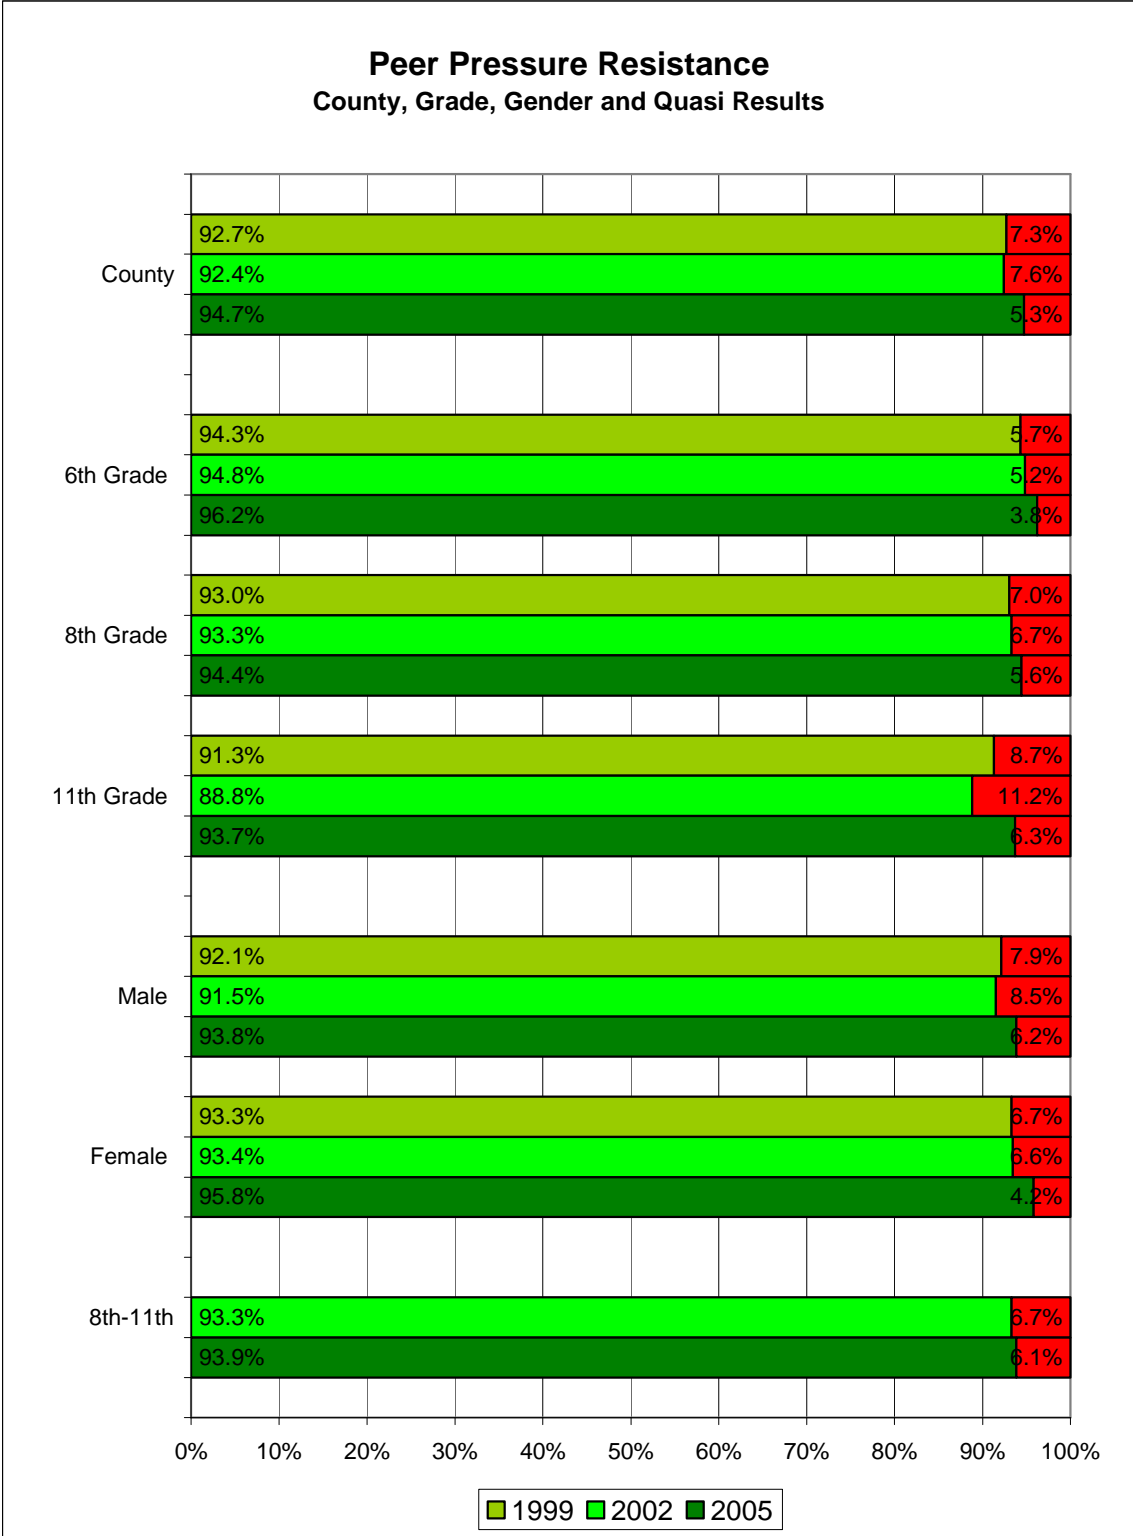 Peer Pressure Resistance
County, Grade, Gender and Quasi Results
92.7% 7.3%
County 92.4% 7.6%
94.7% 5.3%
94.3% 5.7%
6th Grade 94.8% 5.2%
96.2% 3.8%
93.0% 7.0%
8th Grade 93.3% 6.7%
94.4% 5.6%
91.3% 8.7%
11th Grade 88.8% 11.2%
93.7% 6.3%
92.1% 7.9%
Male 91.5% 8.5%
93.8% 6.2%
93.3% 6.7%
Female 93.4% 6.6%
95.8% 4.2%
8th-11th 93.3% 6.7%
93.9% 6.1%
0% 10% 20% 30% 40% 50% 60% 70% 80% 90% 100%
1999 2002 2005